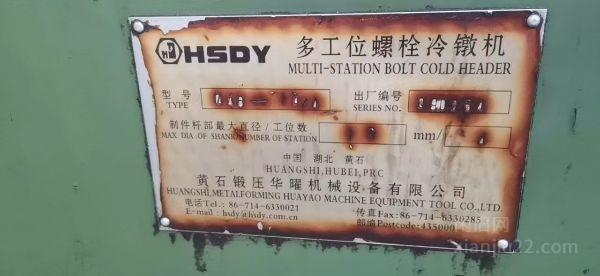 HSDY 多工位螺栓冷镦机
MULTI-STATION BOLT COLD HEADER
型号 出厂编号
TYPE SERIES NO.
制件杆部最大直径/工位数 mm/
MAX. DIA. OF SHANK/NUMBER OF STATION
中国 湖北 黄石
HUANGSHI,HUBEI,PRC
黄石锻压华曜机械设备有限公司
HUANGSHI,METALFORMING HUAYAO MACHINE EQUIPMENT TOOL CO.,LTD.
电话Tel.: 86-714-6330021 传真Fax:86-714-6330285
E-mail : hsdy@hsdy.com.cn 邮编Postcode:435000